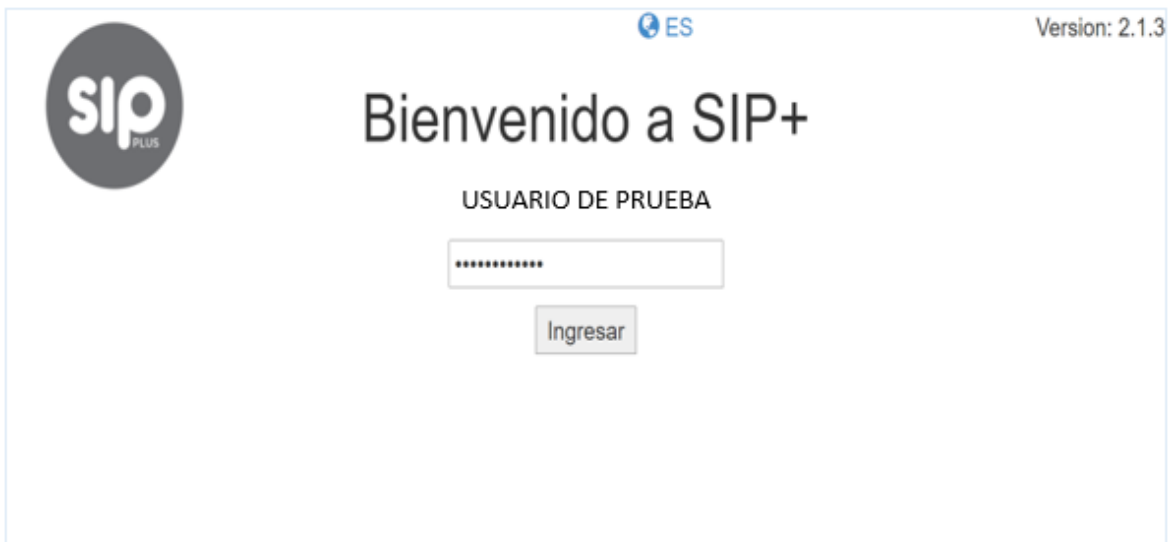 ES
Version: 2.1.3
sip
PLUS
Bienvenido a SIP+
USUARIO DE PRUEBA
••••••••••••
Ingresar